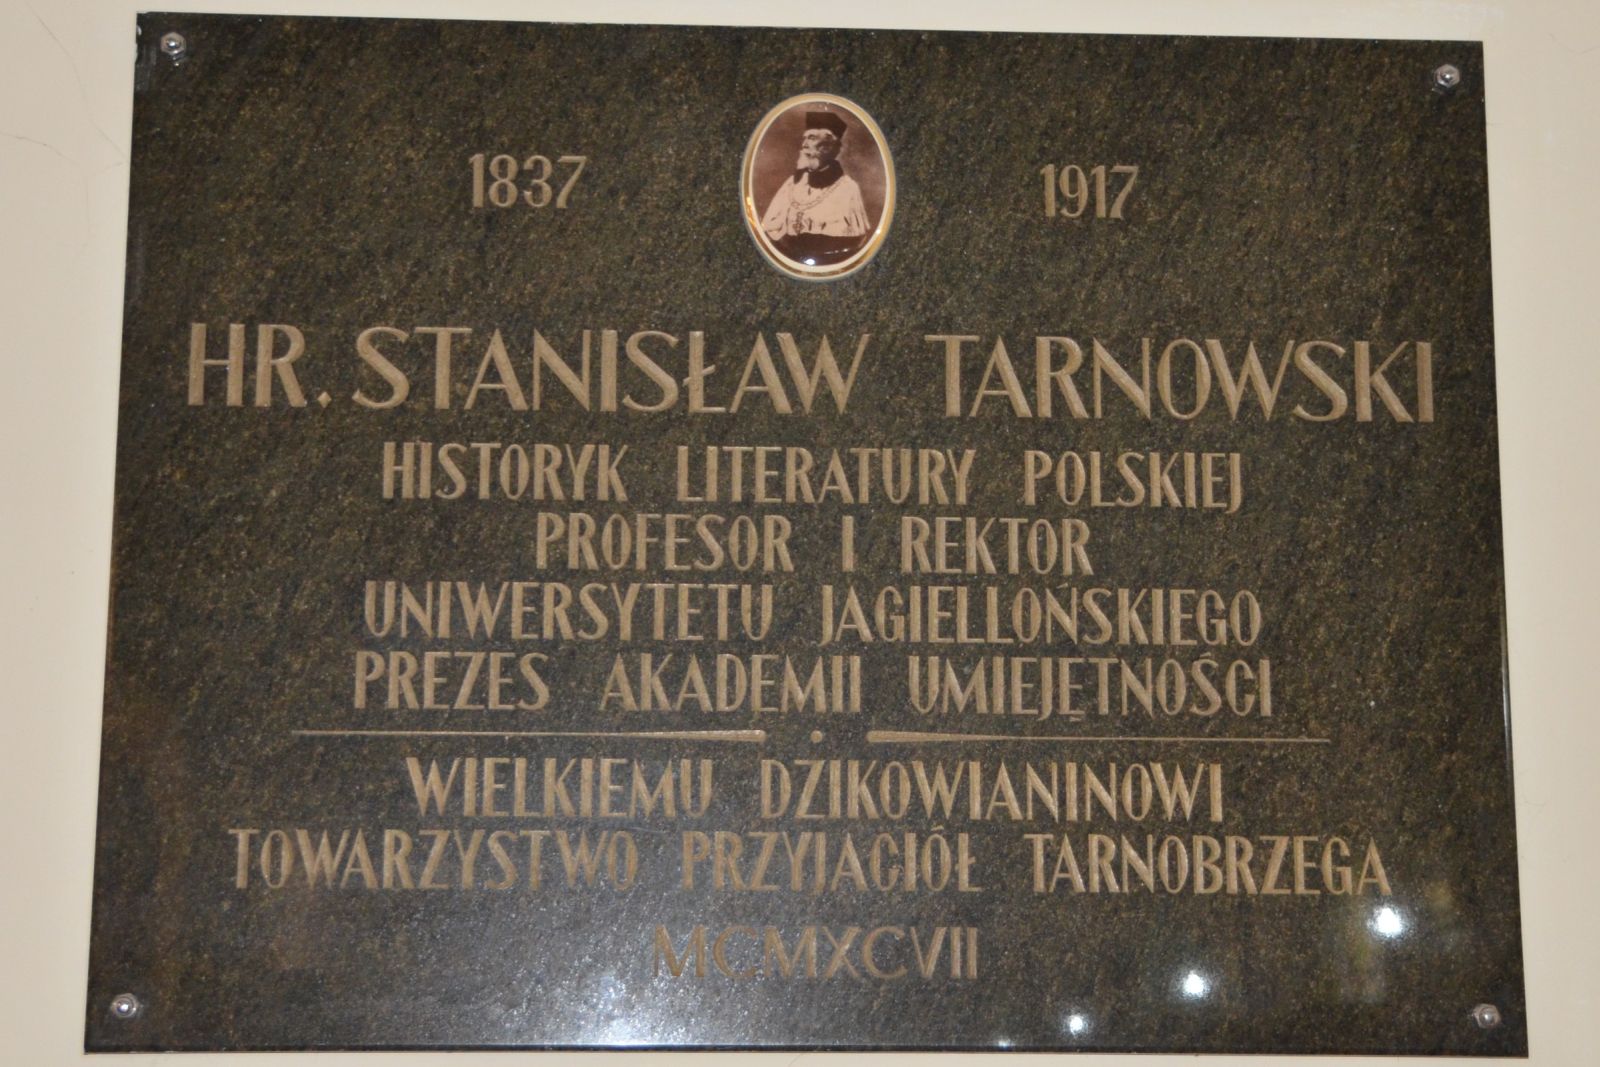 1837 1917
HR. STANISŁAW TARNOWSKI
HISTORYK LITERATURY POLSKIEJ
PROFESOR I REKTOR
UNIWERSYTETU JAGIELLOŃSKIEGO
PREZES AKADEMII UMIEJĘTNOŚCI
WIELKIEMU DZIKOWIANINOWI
TOWARZYSTWO PRZYJACIÓŁ TARNOBRZEGA
MCMXCVII